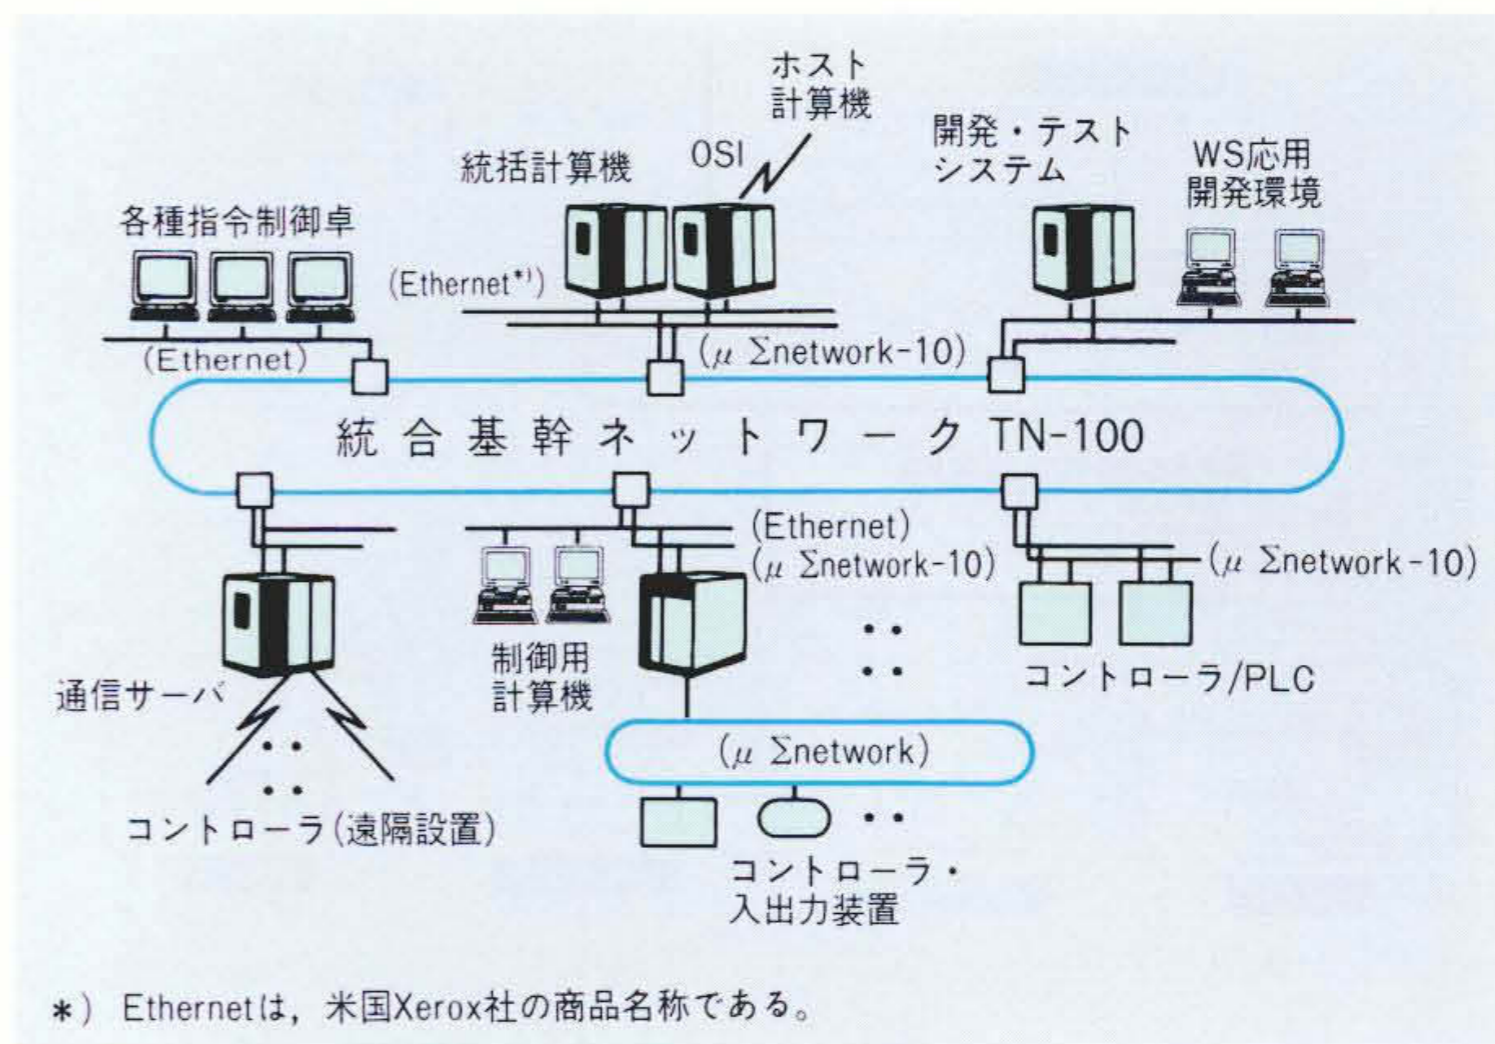 ホスト
計算機
統括計算機
OSI
開発・テスト
システム
WS応用
開発環境
各種指令制御卓
(Ethernet*))
(Ethernet)
(μ Σnetwork-10)
統合基幹ネットワークTN-100
(Ethernet)
(μ Σnetwork-10)
(μ Σnetwork-10)
通信サーバ
制御用
計算機
コントローラ/PLC
(μ Σnetwork)
コントローラ(遠隔設置)
コントローラ・
入出力装置
*) Ethernetは，米国Xerox社の商品名称である。